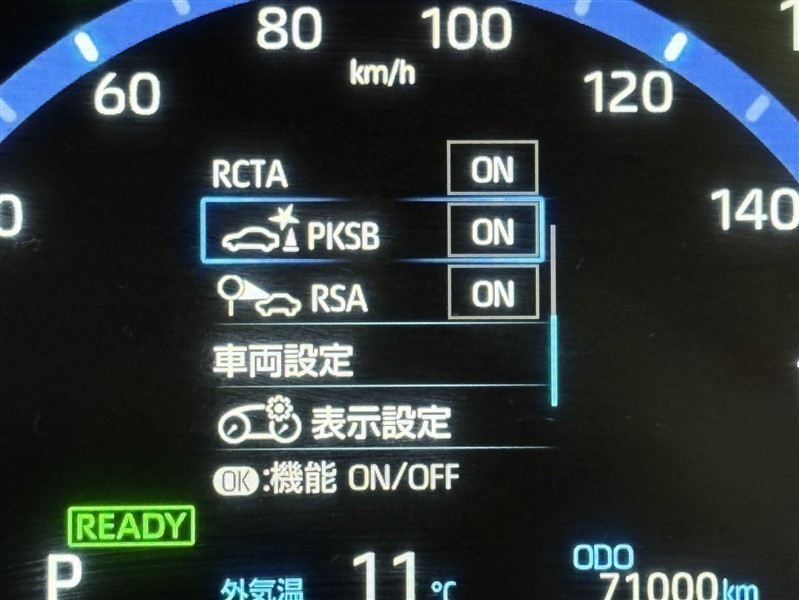 80 100
km/h
60 120
140
RCTA ON
PKSB ON
RSA ON
車両設定
表示設定
OK:機能 ON/OFF
READY
P 外気温 11℃ ODO 71000km